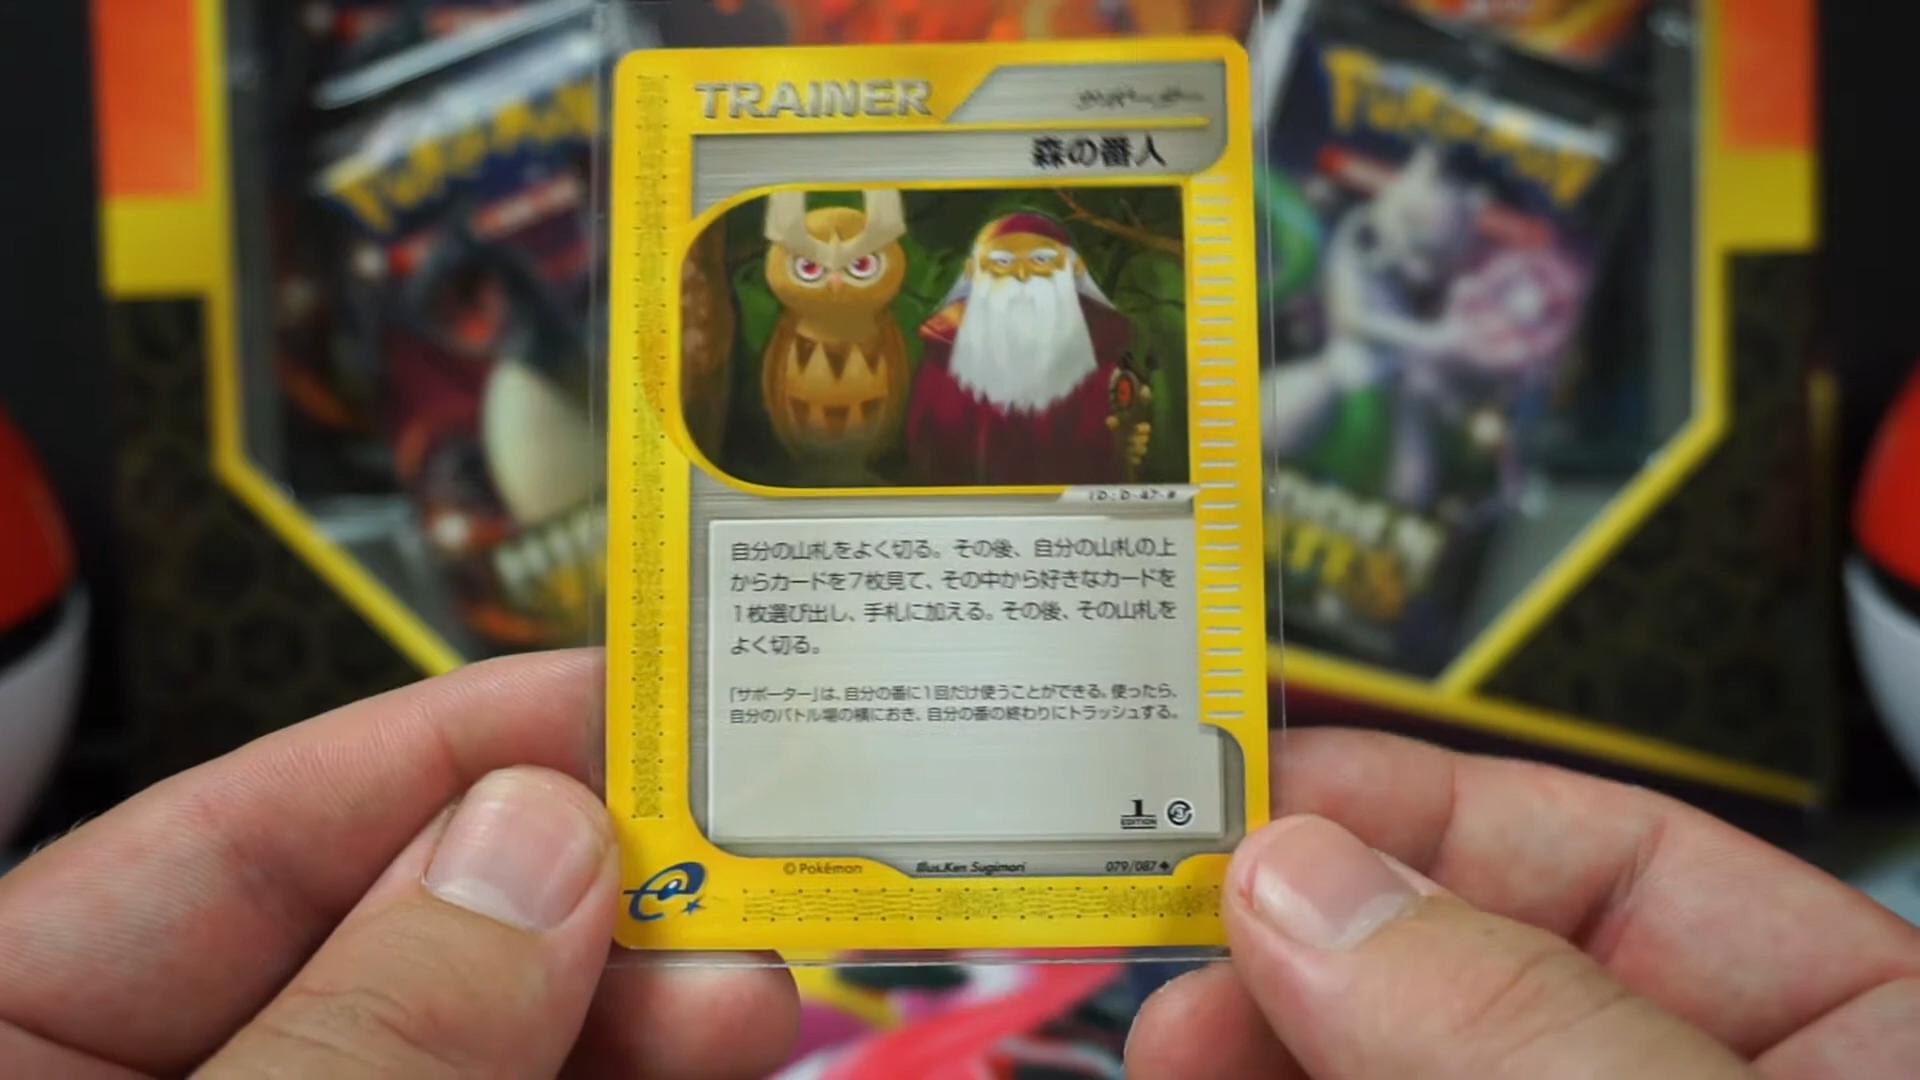 TRAINER
森の番人
自分の山札をよく切る。その後、自分の山札の上
からカードを7枚見て、その中から好きなカードを
1枚選び出し、手札に加える。その後、その山札を
よく切る。
「サポーター」は、自分の番に1回だけ使うことができる。使ったら、
自分のバトル場の横におき、自分の番の終わりにトラッシュする。
1
EDITION
© Pokémon
Illus.Ken Sugimori
079/087
Pokémon
Pokémon